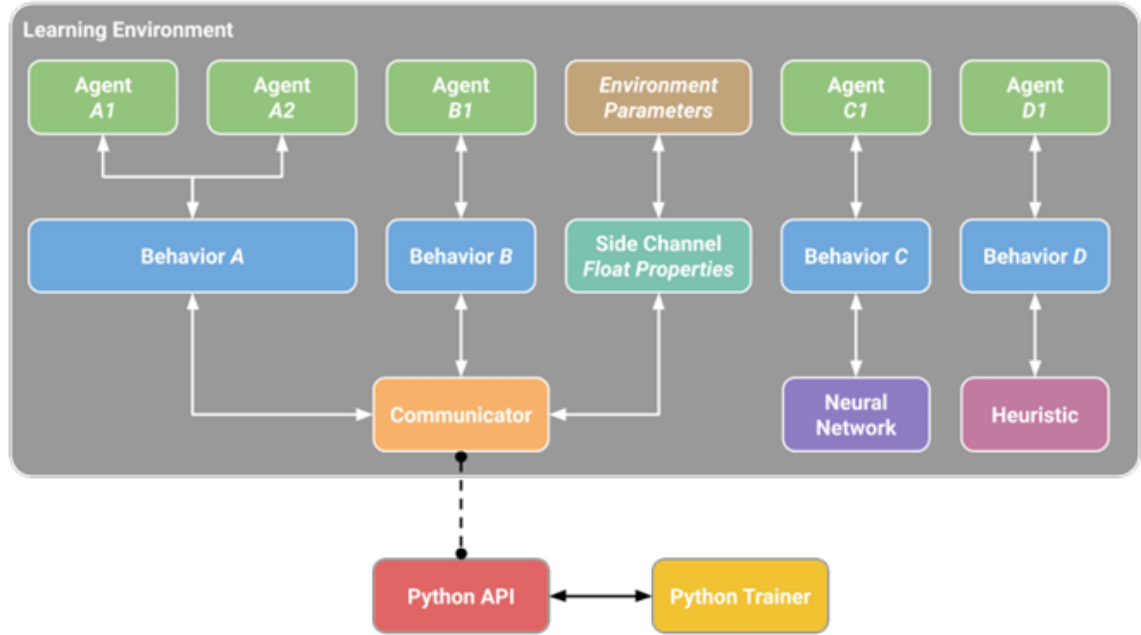 Learning Environment
Agent
A1
Agent
A2
Agent
B1
Environment
Parameters
Agent
C1
Agent
D1
Behavior A
Behavior B
Side Channel
Float Properties
Behavior C
Behavior D
Communicator
Neural
Network
Heuristic
Python API
Python Trainer